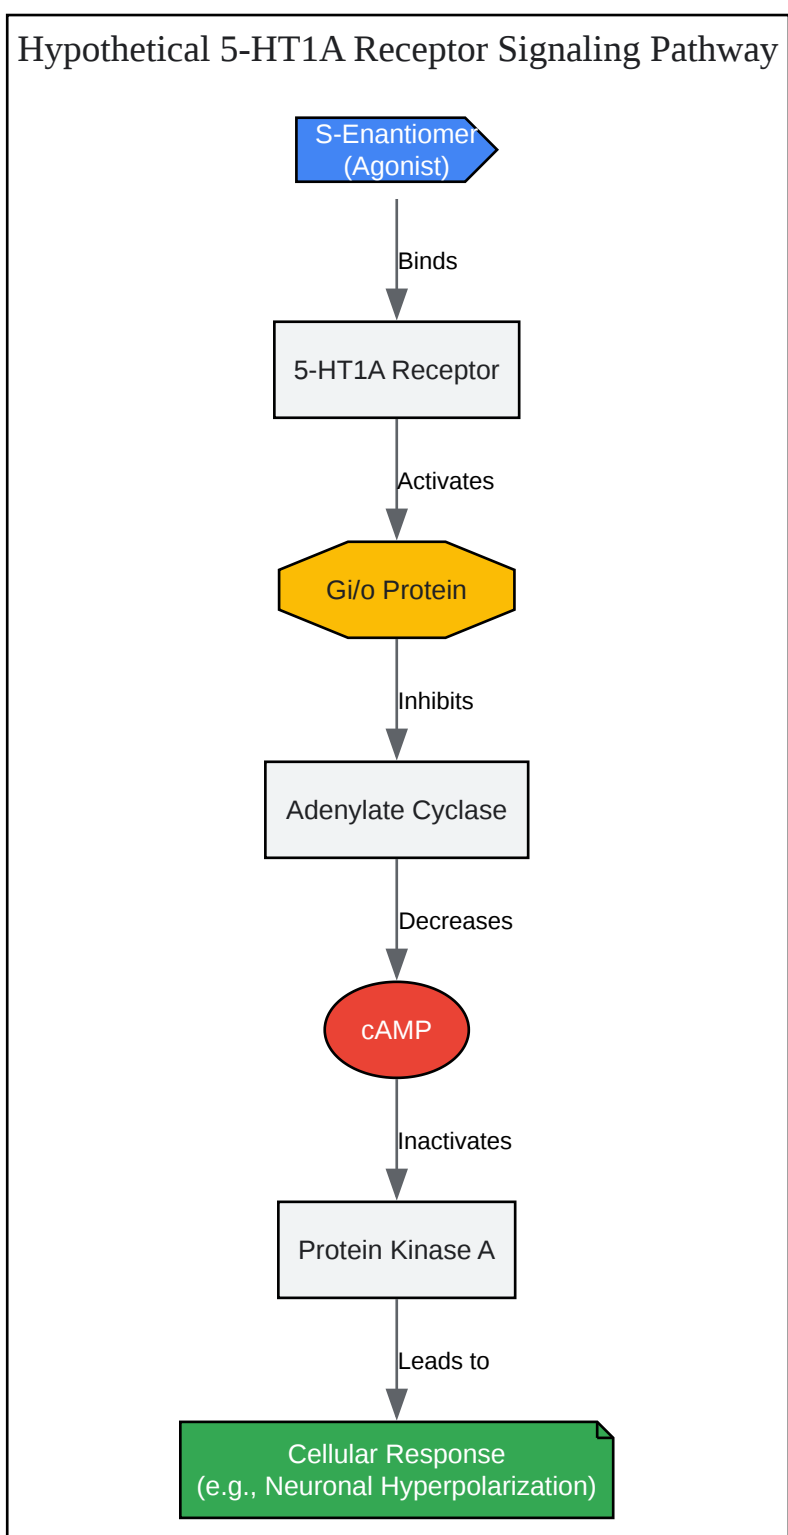 Hypothetical 5-HT1A Receptor Signaling Pathway
S-Enantiomer
(Agonist)
Binds
5-HT1A Receptor
Activates
Gi/o Protein
Inhibits
Adenylate Cyclase
Decreases
cAMP
Inactivates
Protein Kinase A
Leads to
Cellular Response
(e.g., Neuronal Hyperpolarization)